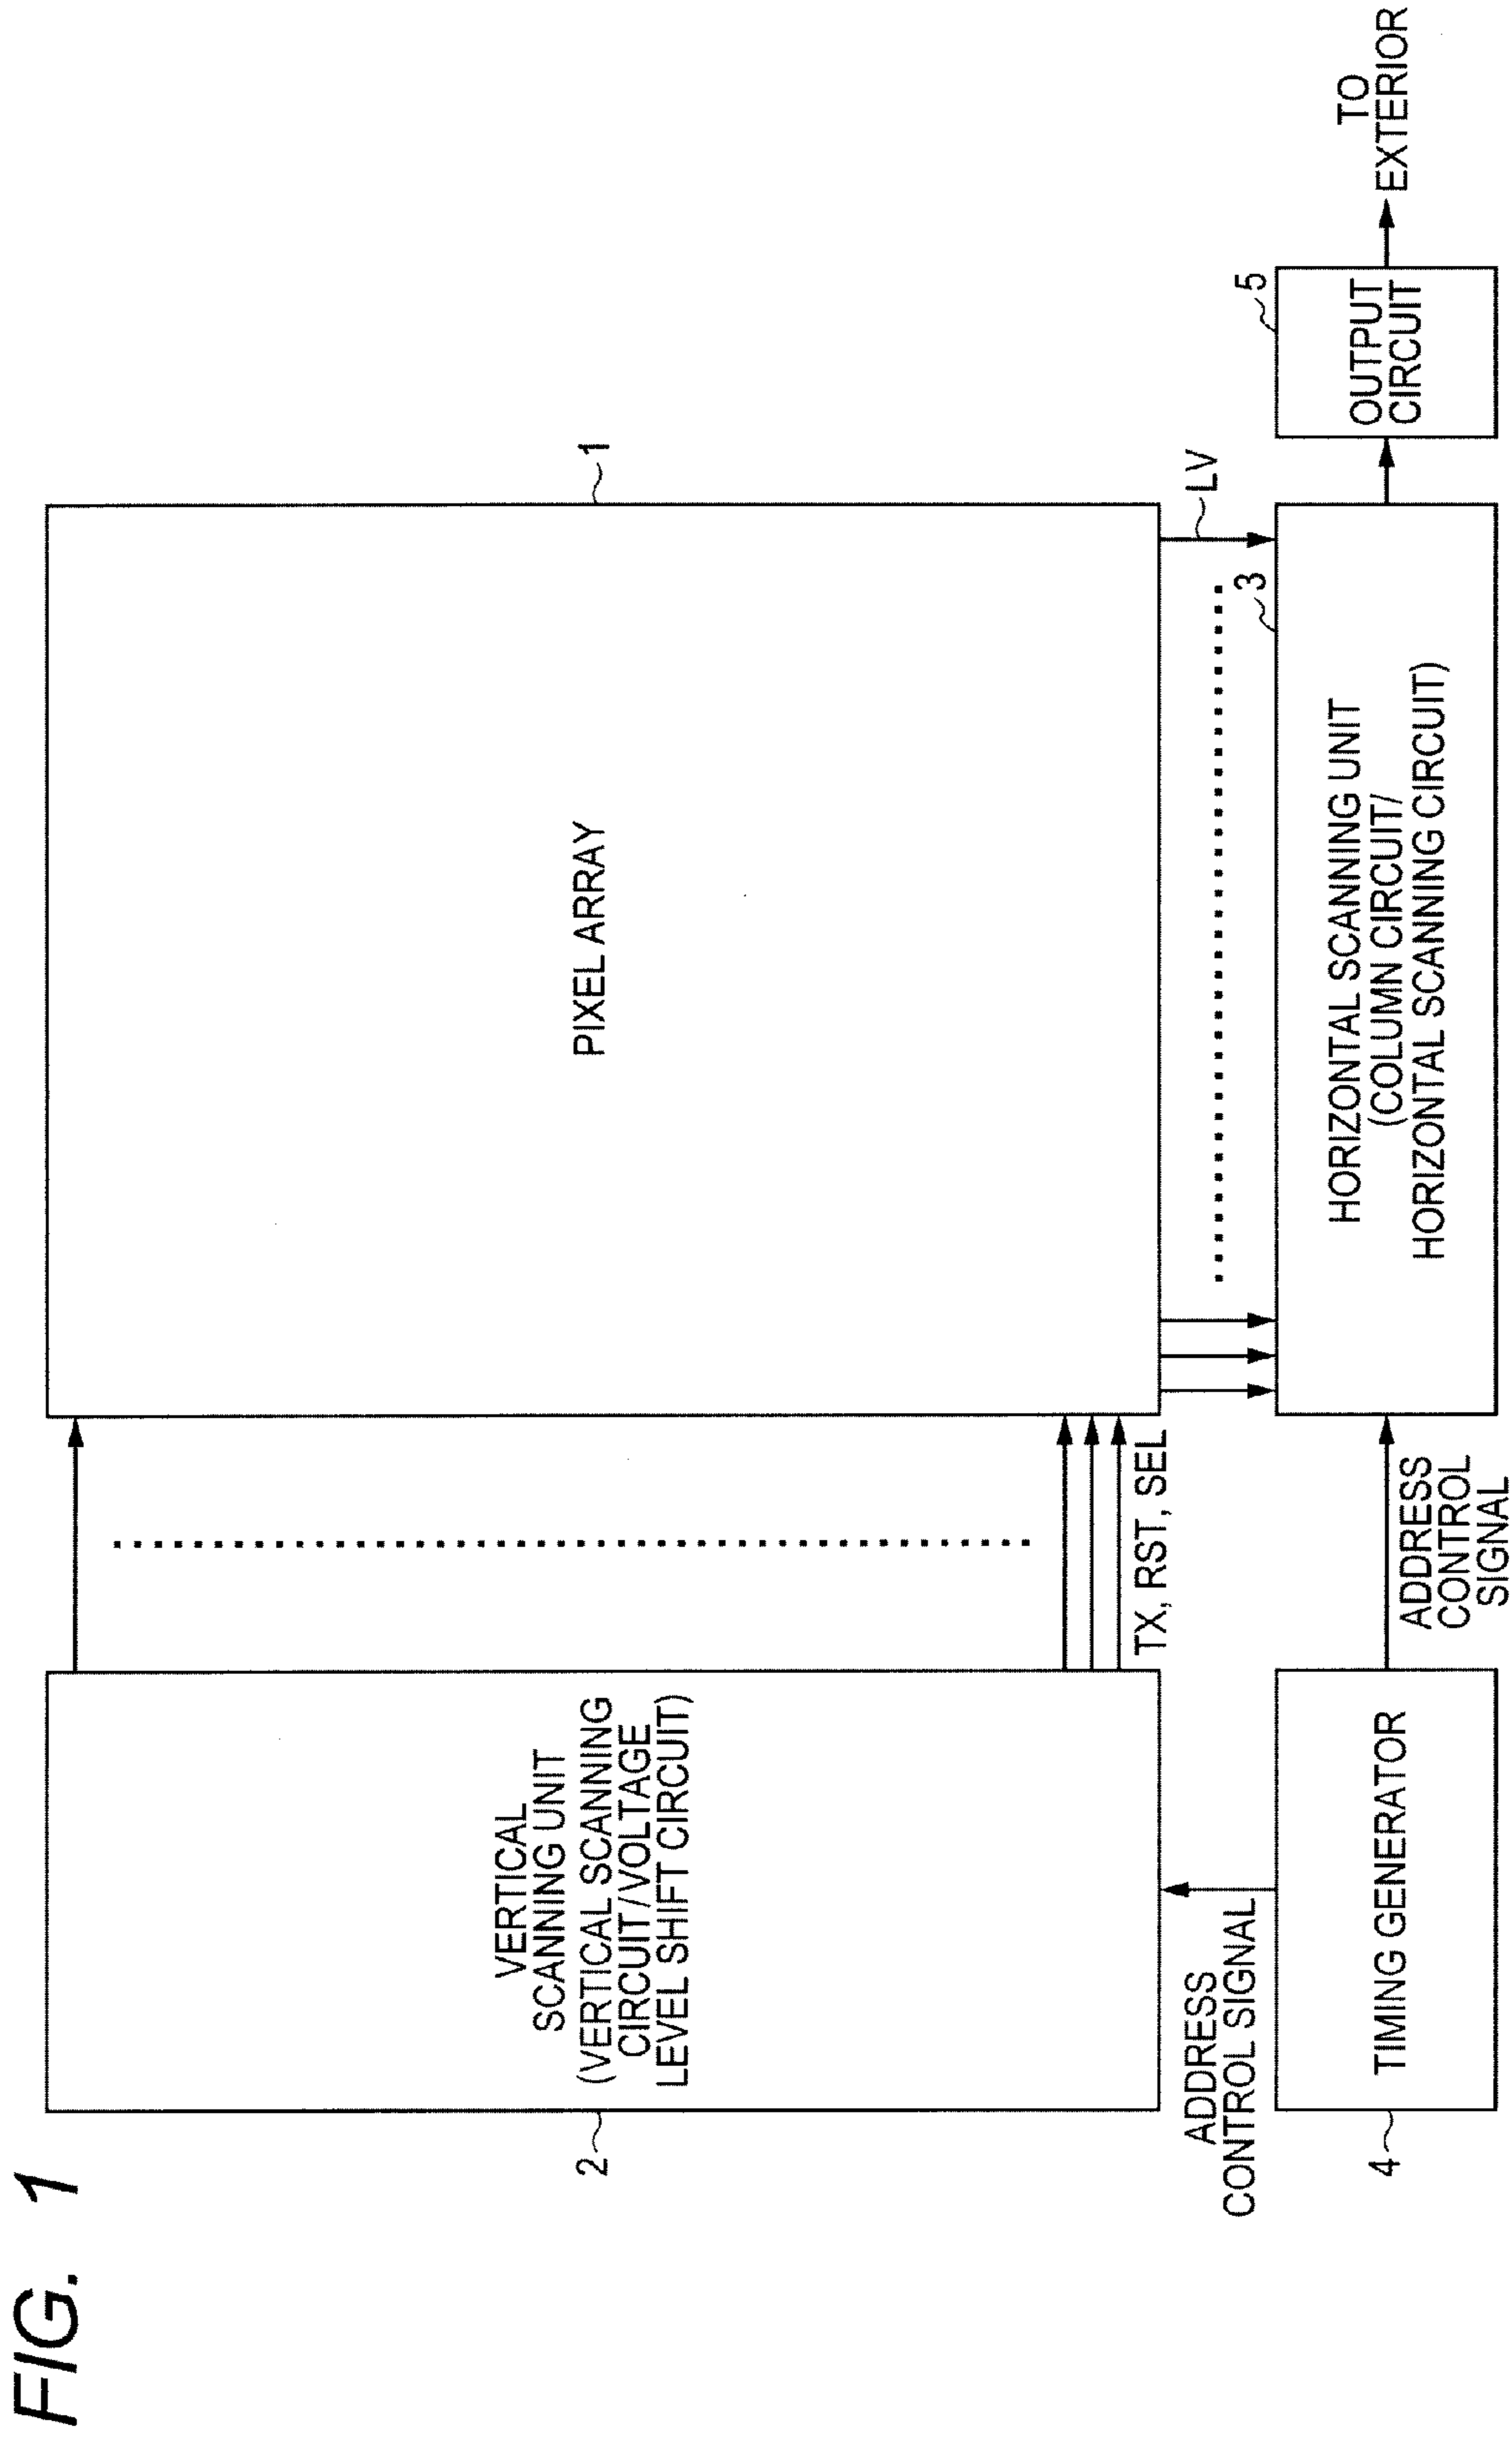 FIG. 1
2
VERTICAL
SCANNING UNIT
(VERTICAL SCANNING
CIRCUIT/VOLTAGE
LEVEL SHIFT CIRCUIT)
TX, RST, SEL
PIXEL ARRAY
1
LV
ADDRESS
CONTROL SIGNAL
4
TIMING GENERATOR
ADDRESS
CONTROL
SIGNAL
3
HORIZONTAL SCANNING UNIT
(COLUMN CIRCUIT/
HORIZONTAL SCANNING CIRCUIT)
5
OUTPUT
CIRCUIT
TO
EXTERIOR